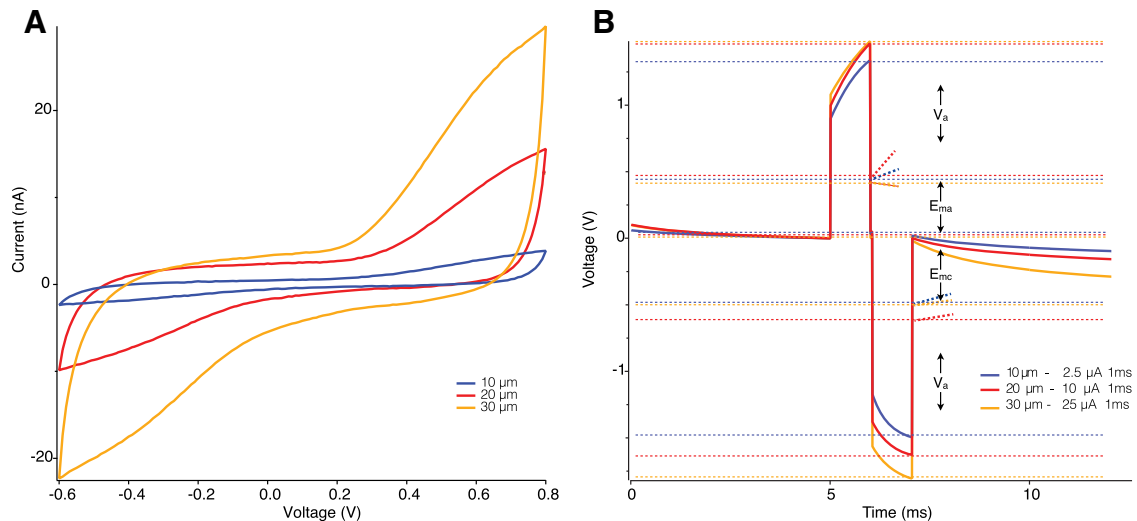 A
Current (nA)
20
0
-20
-0.6
-0.4
-0.2
0.0
0.2
0.4
0.6
0.8
Voltage (V)
10 µm
20 µm
30 µm
B
Voltage (V)
1
0
-1
0
5
10
Time (ms)
Va
Ema
Emc
Va
10µm - 2.5 µA 1ms
20 µm - 10 µA 1ms
30 µm - 25 µA 1ms